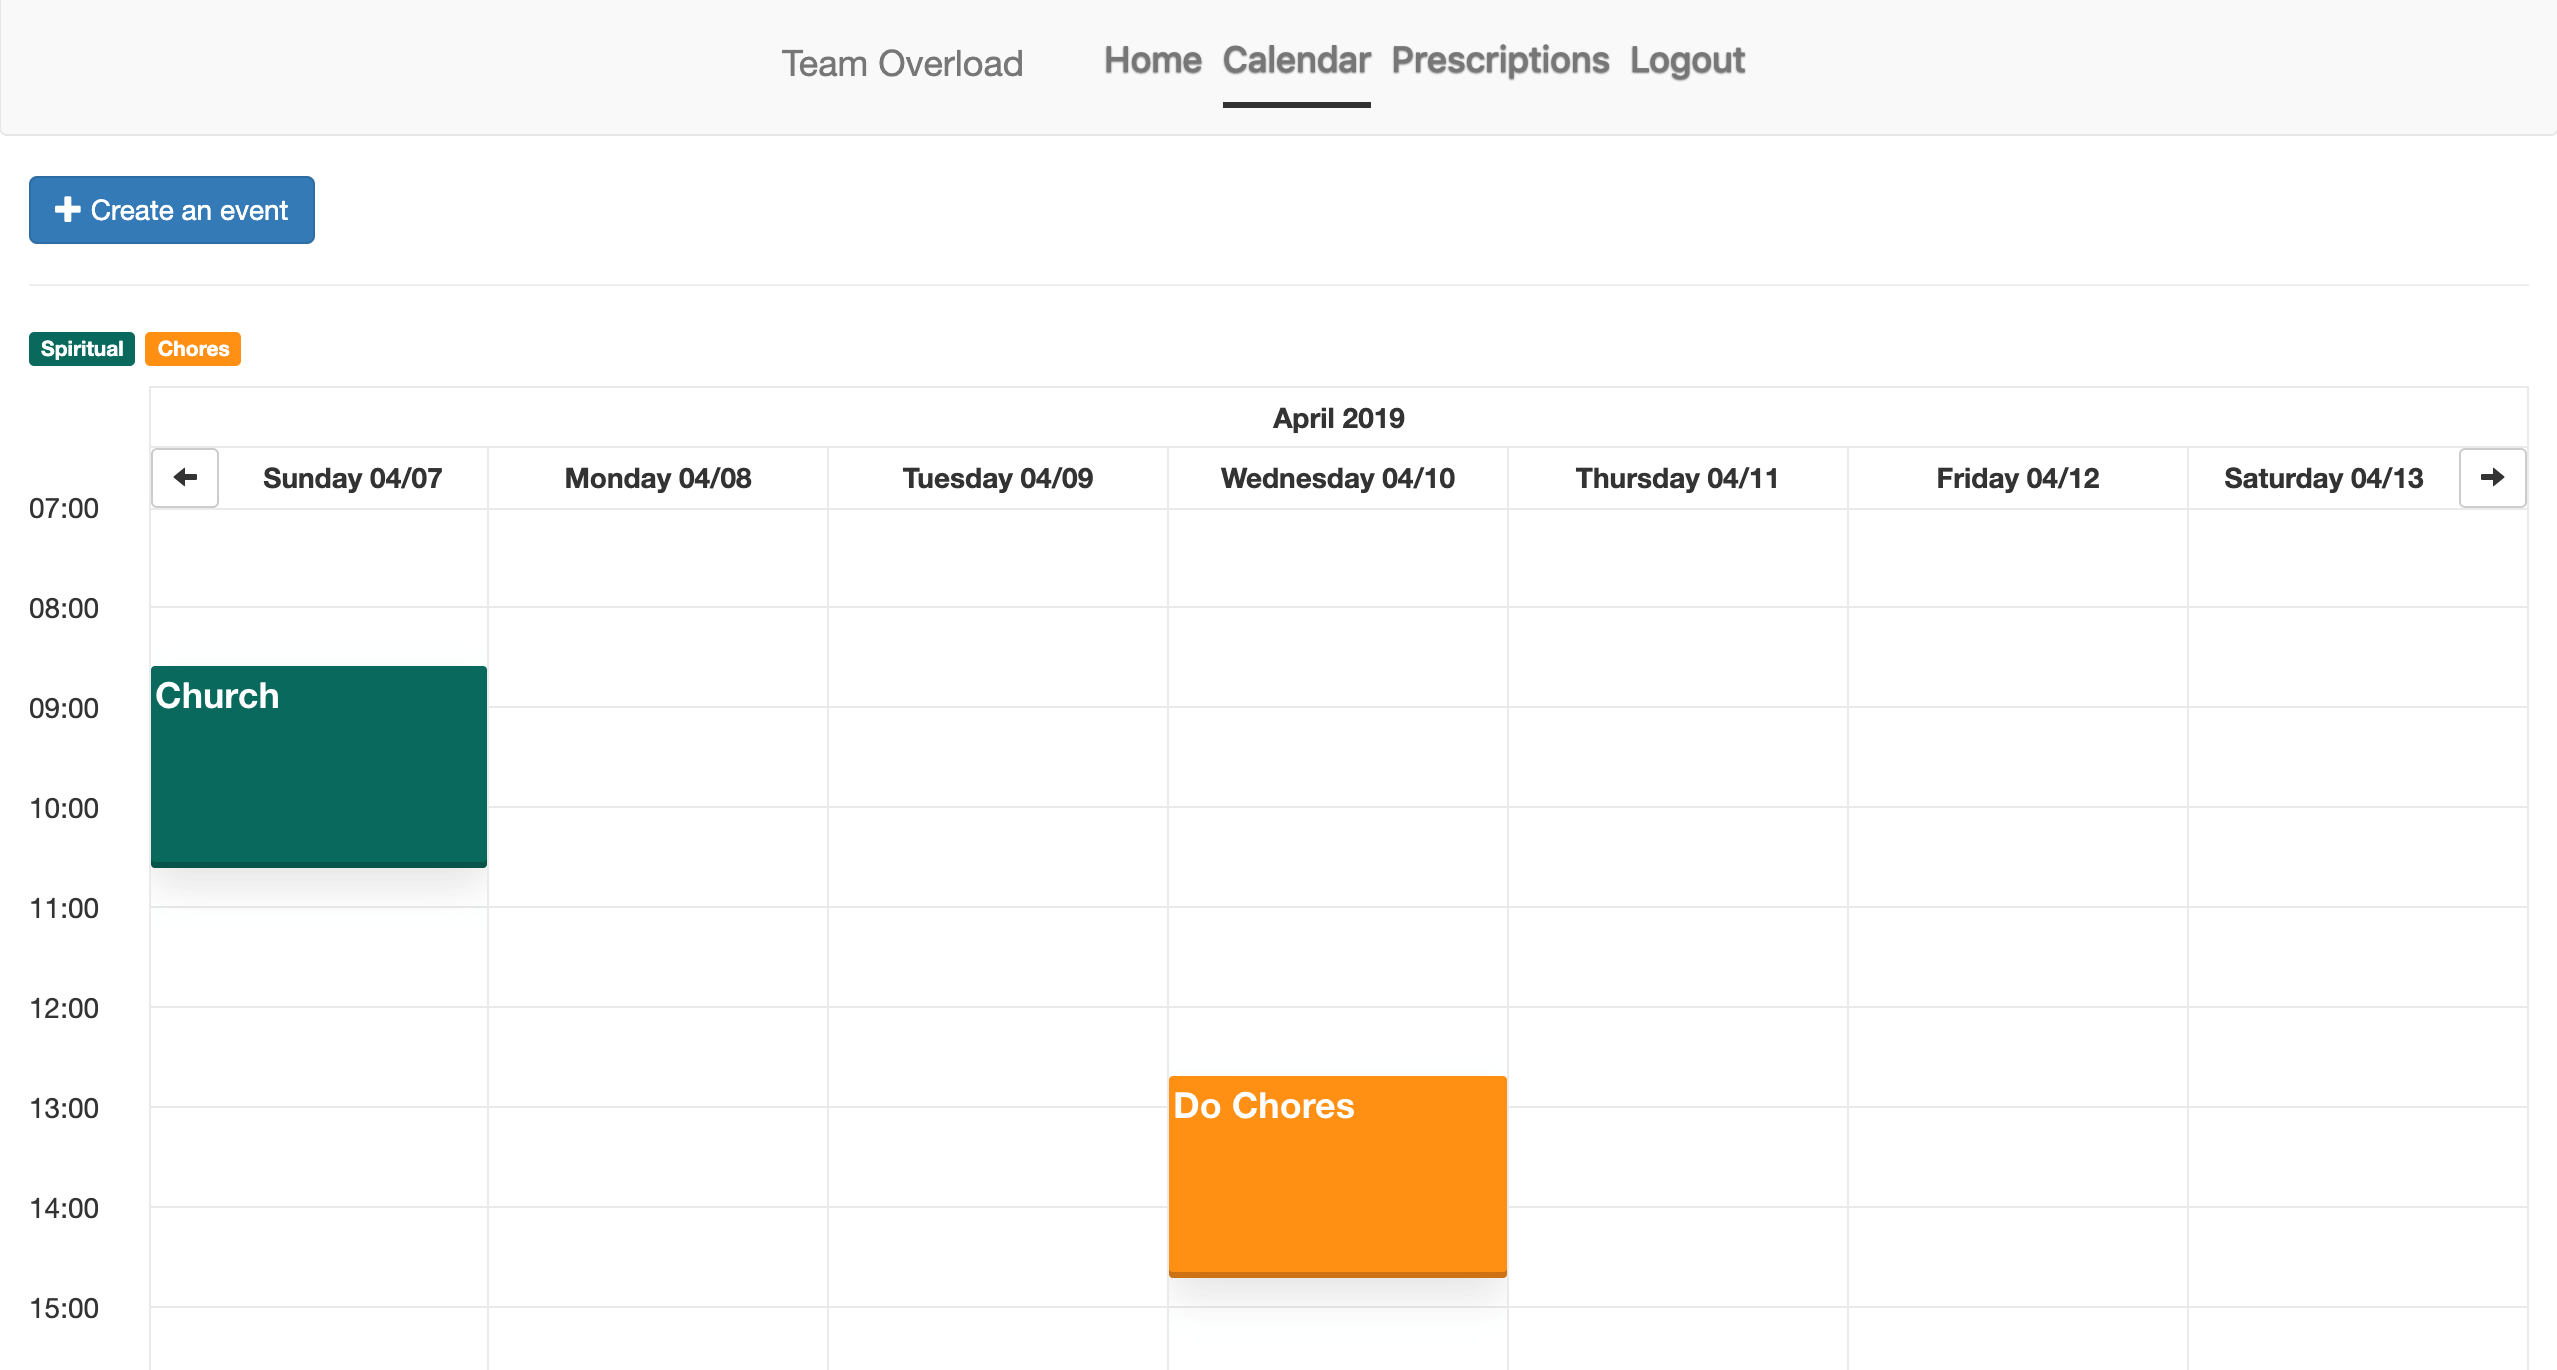 Team Overload Home Calendar Prescriptions Logout
Create an event
Spiritual Chores
April 2019
Sunday 04/07 Monday 04/08 Tuesday 04/09 Wednesday 04/10 Thursday 04/11 Friday 04/12 Saturday 04/13
07:00
08:00
Church
09:00
10:00
11:00
12:00
13:00
Do Chores
14:00
15:00